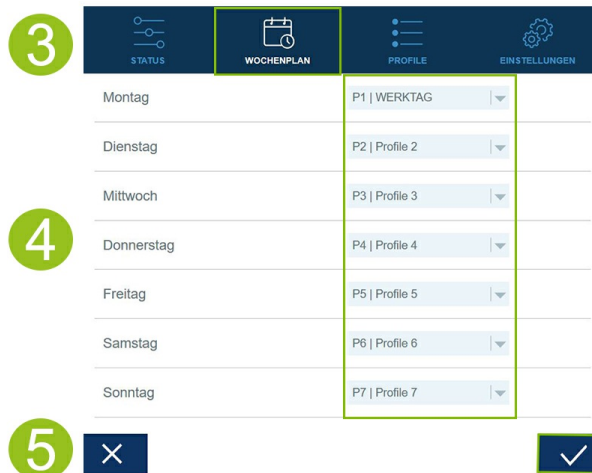 3
STATUS
WOCHENPLAN
PROFILE
EINSTELLUNGEN
Montag P1 | WERKTAG
Dienstag P2 | Profile 2
Mittwoch P3 | Profile 3
4
Donnerstag P4 | Profile 4
Freitag P5 | Profile 5
Samstag P6 | Profile 6
Sonntag P7 | Profile 7
5